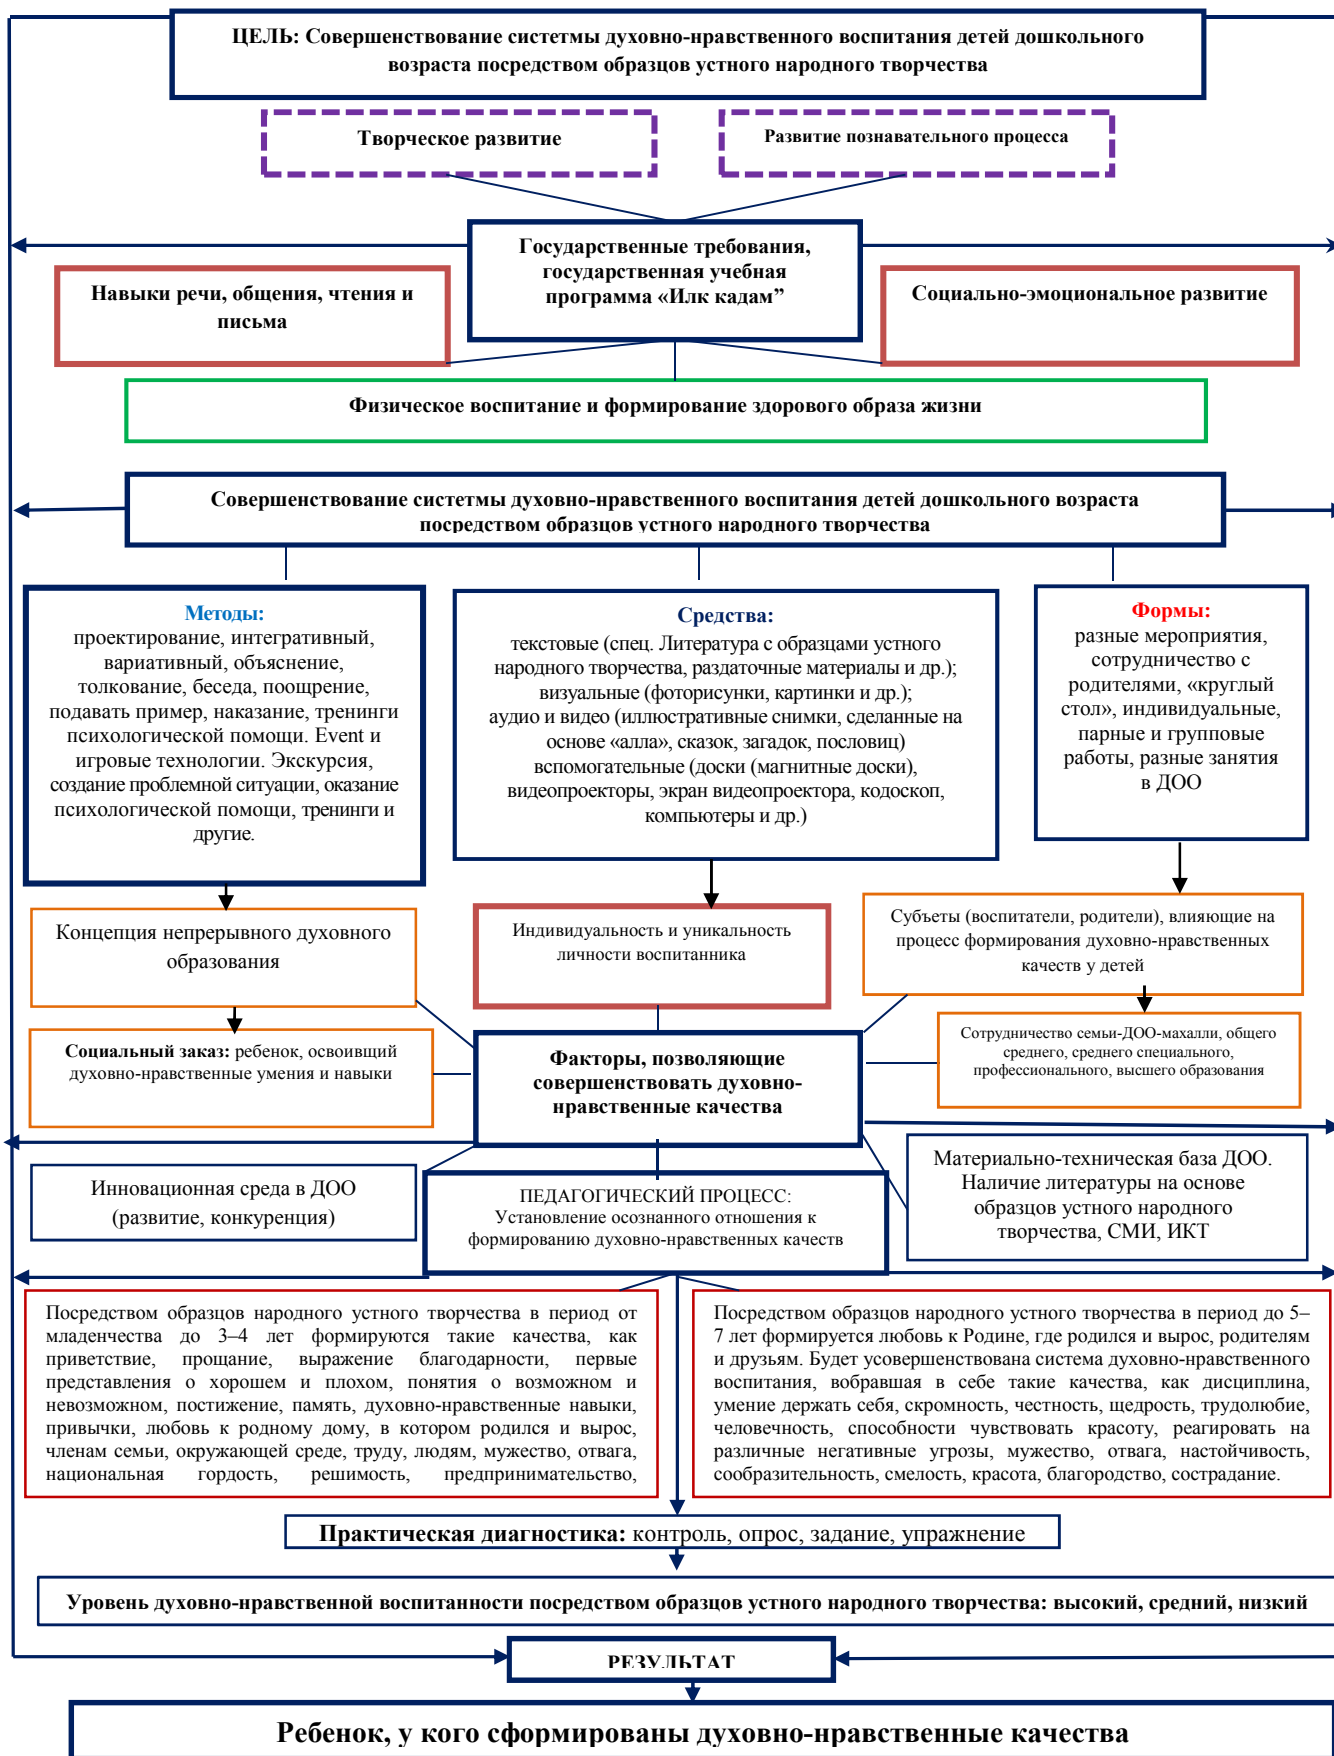 ЦЕЛЬ: Совершенствование систетмы духовно-нравственного воспитания детей дошкольного
возраста посредством образцов устного народного творчества
Творческое развитие
Развитие познавательного процесса
Государственные требования,
государственная учебная
программа «Илк кадам”
Навыки речи, общения, чтения и
письма
Социально-эмоциональное развитие
Физическое воспитание и формирование здорового образа жизни
Совершенствование систетмы духовно-нравственного воспитания детей дошкольного возраста
посредством образцов устного народного творчества
Методы:
проектирование, интегративный,
вариативный, объяснение,
толкование, беседа, поощрение,
подавать пример, наказание, тренинги
психологической помощи. Event и
игровые технологии. Экскурсия,
создание проблемной ситуации, оказание
психологической помощи, тренинги и
другие.
Средства:
текстовые (спец. Литература с образцами устного
народного творчества, раздаточные материалы и др.);
визуальные (фоторисунки, картинки и др.);
аудио и видео (иллюстративные снимки, сделанные на
основе «алла», сказок, загадок, пословиц)
вспомогательные (доски (магнитные доски),
видеопроекторы, экран видеопроектора, кодоскоп,
компьютеры и др.)
Формы:
разные мероприятия,
сотрудничество с
родителями, «круглый
стол», индивидуальные,
парные и групповые
работы, разные занятия
в ДОО
Концепция непрерывного духовного
образования
Индивидуальность и уникальность
личности воспитанника
Субъеты (воспитатели, родители), влияющие на
процесс формирования духовно-нравственных
качеств у детей
Социальный заказ: ребенок, освоивший
духовно-нравственные умения и навыки
Факторы, позволяющие
совершенствовать духовно-
нравственные качества
Сотрудничество семьи-ДОО-махалли, общего
среднего, среднего специального,
профессионального, высшего образования
Инновационная среда в ДОО
(развитие, конкуренция)
ПЕДАГОГИЧЕСКИЙ ПРОЦЕСС:
Установление осознанного отношения к
формированию духовно-нравственных качеств
Материально-техническая база ДОО.
Наличие литературы на основе
образцов устного народного
творчества, СМИ, ИКТ
Посредством образцов народного устного творчества в период от
младенчества до 3–4 лет формируются такие качества, как
приветствие, прощание, выражение благодарности, первые
представления о хорошем и плохом, понятия о возможном и
невозможном, постижение, память, духовно-нравственные навыки,
привычки, любовь к родному дому, в котором родился и вырос,
членам семьи, окружающей среде, труду, людям, мужество, отвага,
национальная гордость, решимость, предпринимательство,
Посредством образцов народного устного творчества в период до 5–
7 лет формируется любовь к Родине, где родился и вырос, родителям
и друзьям. Будет усовершенствована система духовно-нравственного
воспитания, вобравшая в себе такие качества, как дисциплина,
умение держать себя, скромность, честность, щедрость, трудолюбие,
человечность, способности чувствовать красоту, реагировать на
различные негативные угрозы, мужество, отвага, настойчивость,
сообразительность, смелость, красота, благородство, сострадание.
Практическая диагностика: контроль, опрос, задание, упражнение
Уровень духовно-нравственной воспитанности посредством образцов устного народного творчества: высокий, средний, низкий
РЕЗУЛЬТАТ
Ребенок, у кого сформированы духовно-нравственные качества